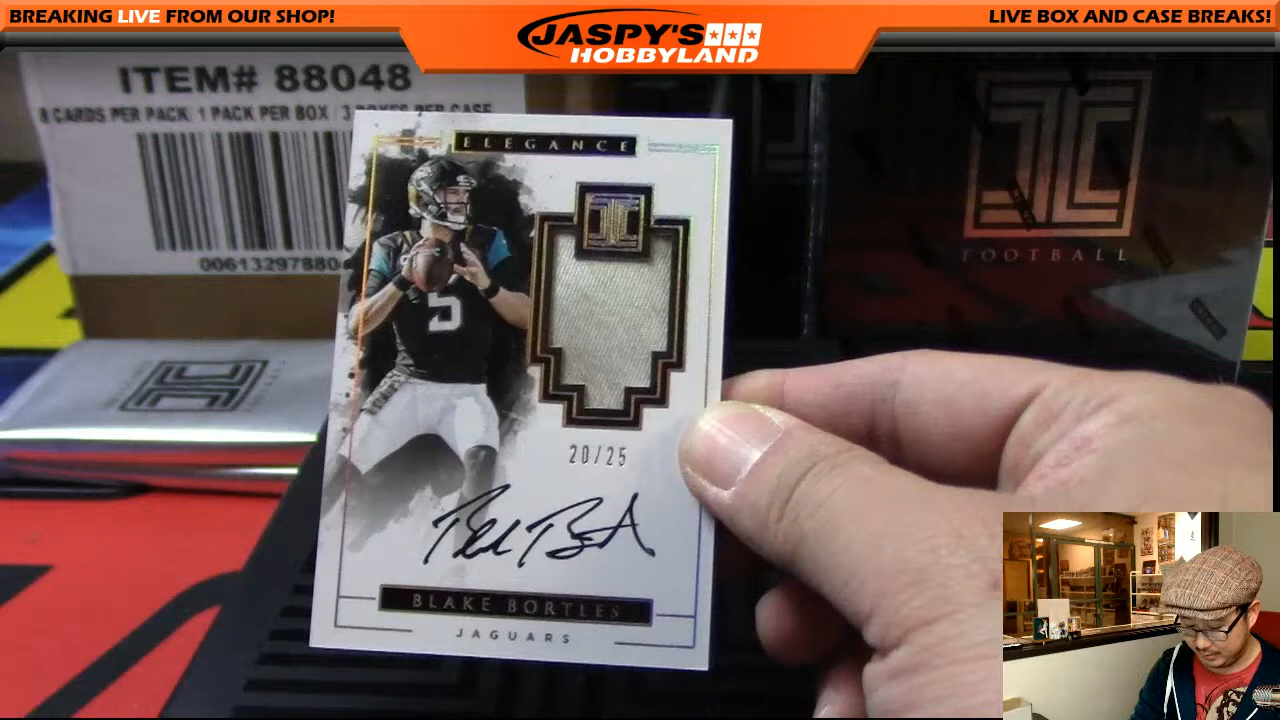 BREAKING LIVE FROM OUR SHOP!
JASPY'S
HOBBYLAND
LIVE BOX AND CASE BREAKS!
ITEM# 88048
8 CARDS PER PACK 1 PACK PER BOX 3 BOXES PER CASE
00613297880
FOOTBALL
ELEGANCE
5
20/25
BLAKE BORTLES
JAGUARS